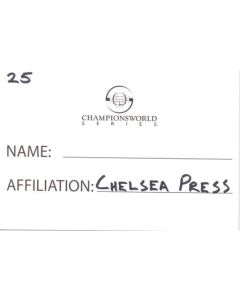 25
CHAMPIONSWORLD
SERIES
NAME:
AFFILIATION: CHELSEA PRESS